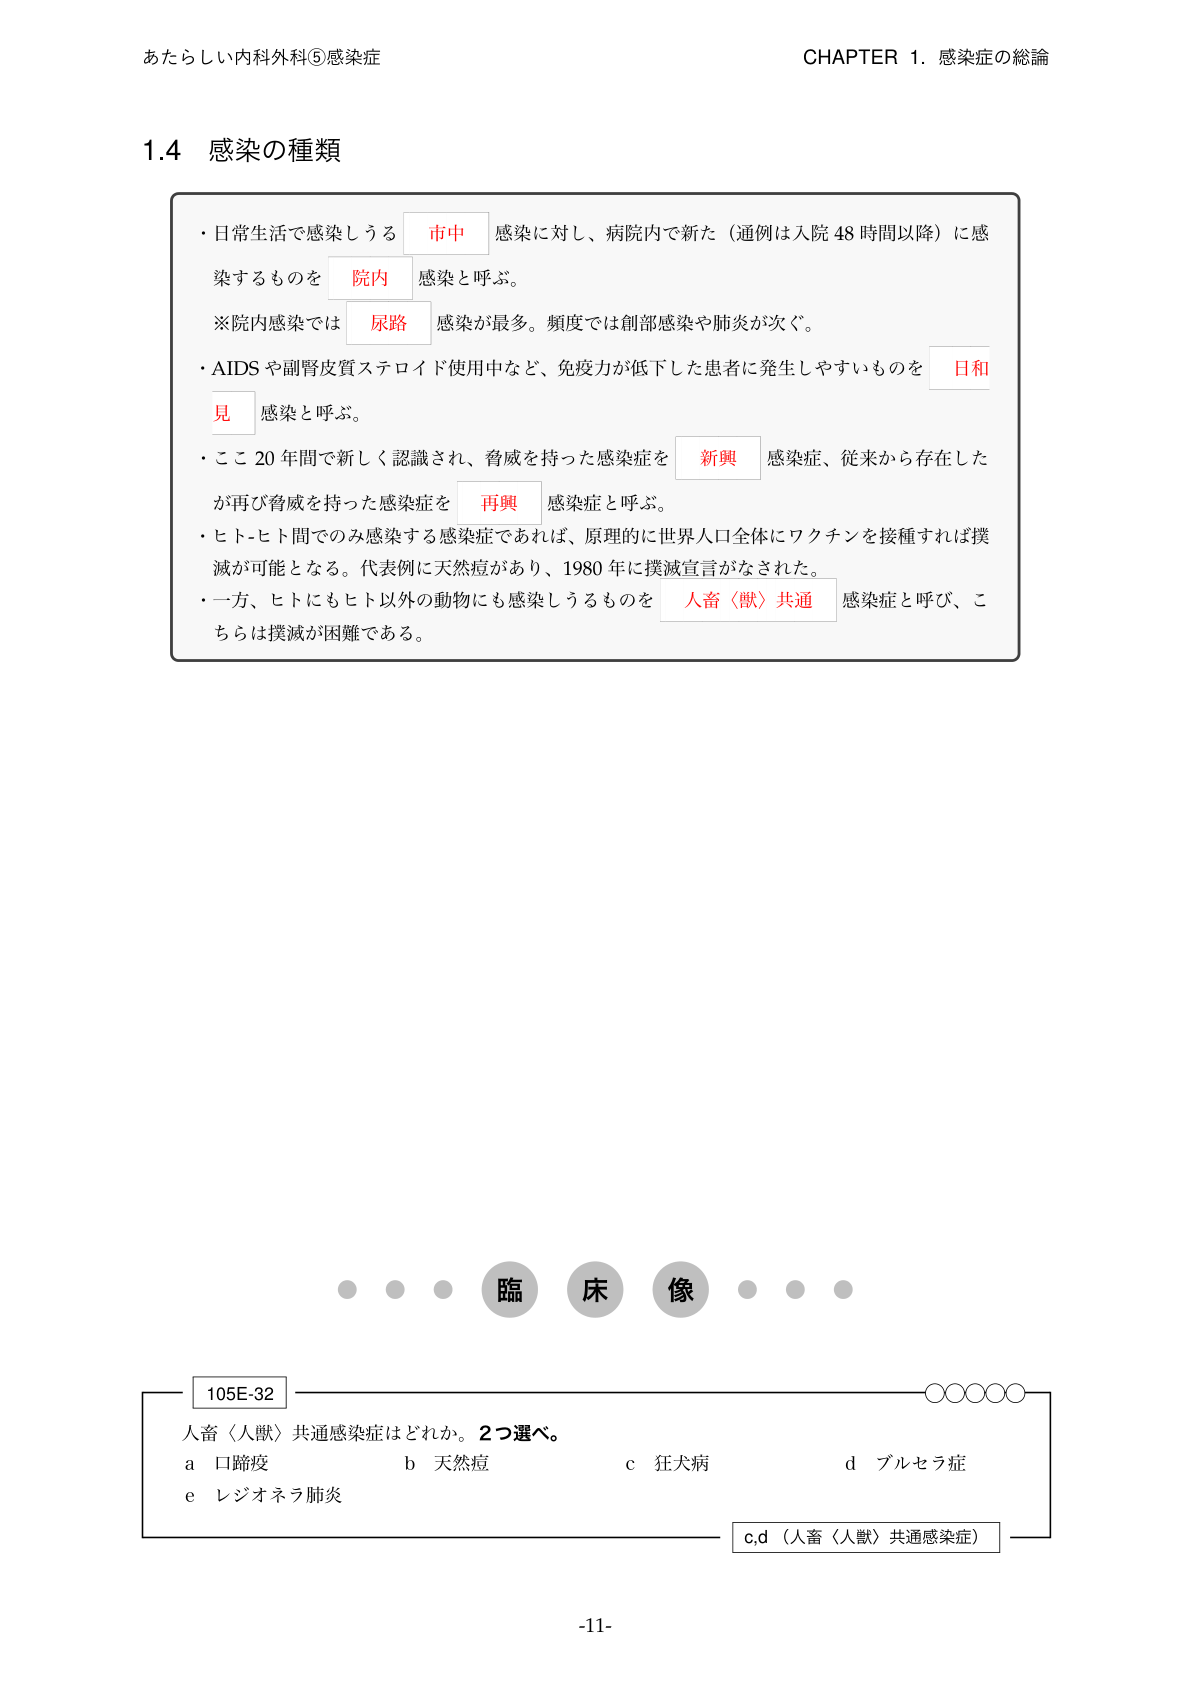 あたらしい内科外科⑤感染症
CHAPTER 1. 感染症の総論
1.4 感染の種類
・日常生活で感染しうる 市中 感染に対し、病院内で新た（通例は入院 48 時間以降）に感
染するものを 院内 感染と呼ぶ。
※院内感染では 尿路 感染が最多。頻度では創部感染や肺炎が次ぐ。
・AIDS や副腎皮質ステロイド使用中など、免疫力が低下した患者に発生しやすいものを 日和
見 感染と呼ぶ。
・ここ 20 年間で新しく認識され、脅威を持った感染症を 新興 感染症、従来から存在した
が再び脅威を持った感染症を 再興 感染症と呼ぶ。
・ヒト-ヒト間でのみ感染する感染症であれば、原理的に世界人口全体にワクチンを接種すれば撲
滅が可能となる。代表例に天然痘があり、1980 年に撲滅宣言がなされた。
・一方、ヒトにもヒト以外の動物にも感染しうるものを 人畜〈獣〉共通 感染症と呼び、こ
ちらは撲滅が困難である。
臨 床 像
105E-32
人畜〈人獣〉共通感染症はどれか。2つ選べ。
a 口蹄疫 b 天然痘 c 狂犬病 d ブルセラ症
e レジオネラ肺炎
c,d （人畜〈人獣〉共通感染症）
-11-